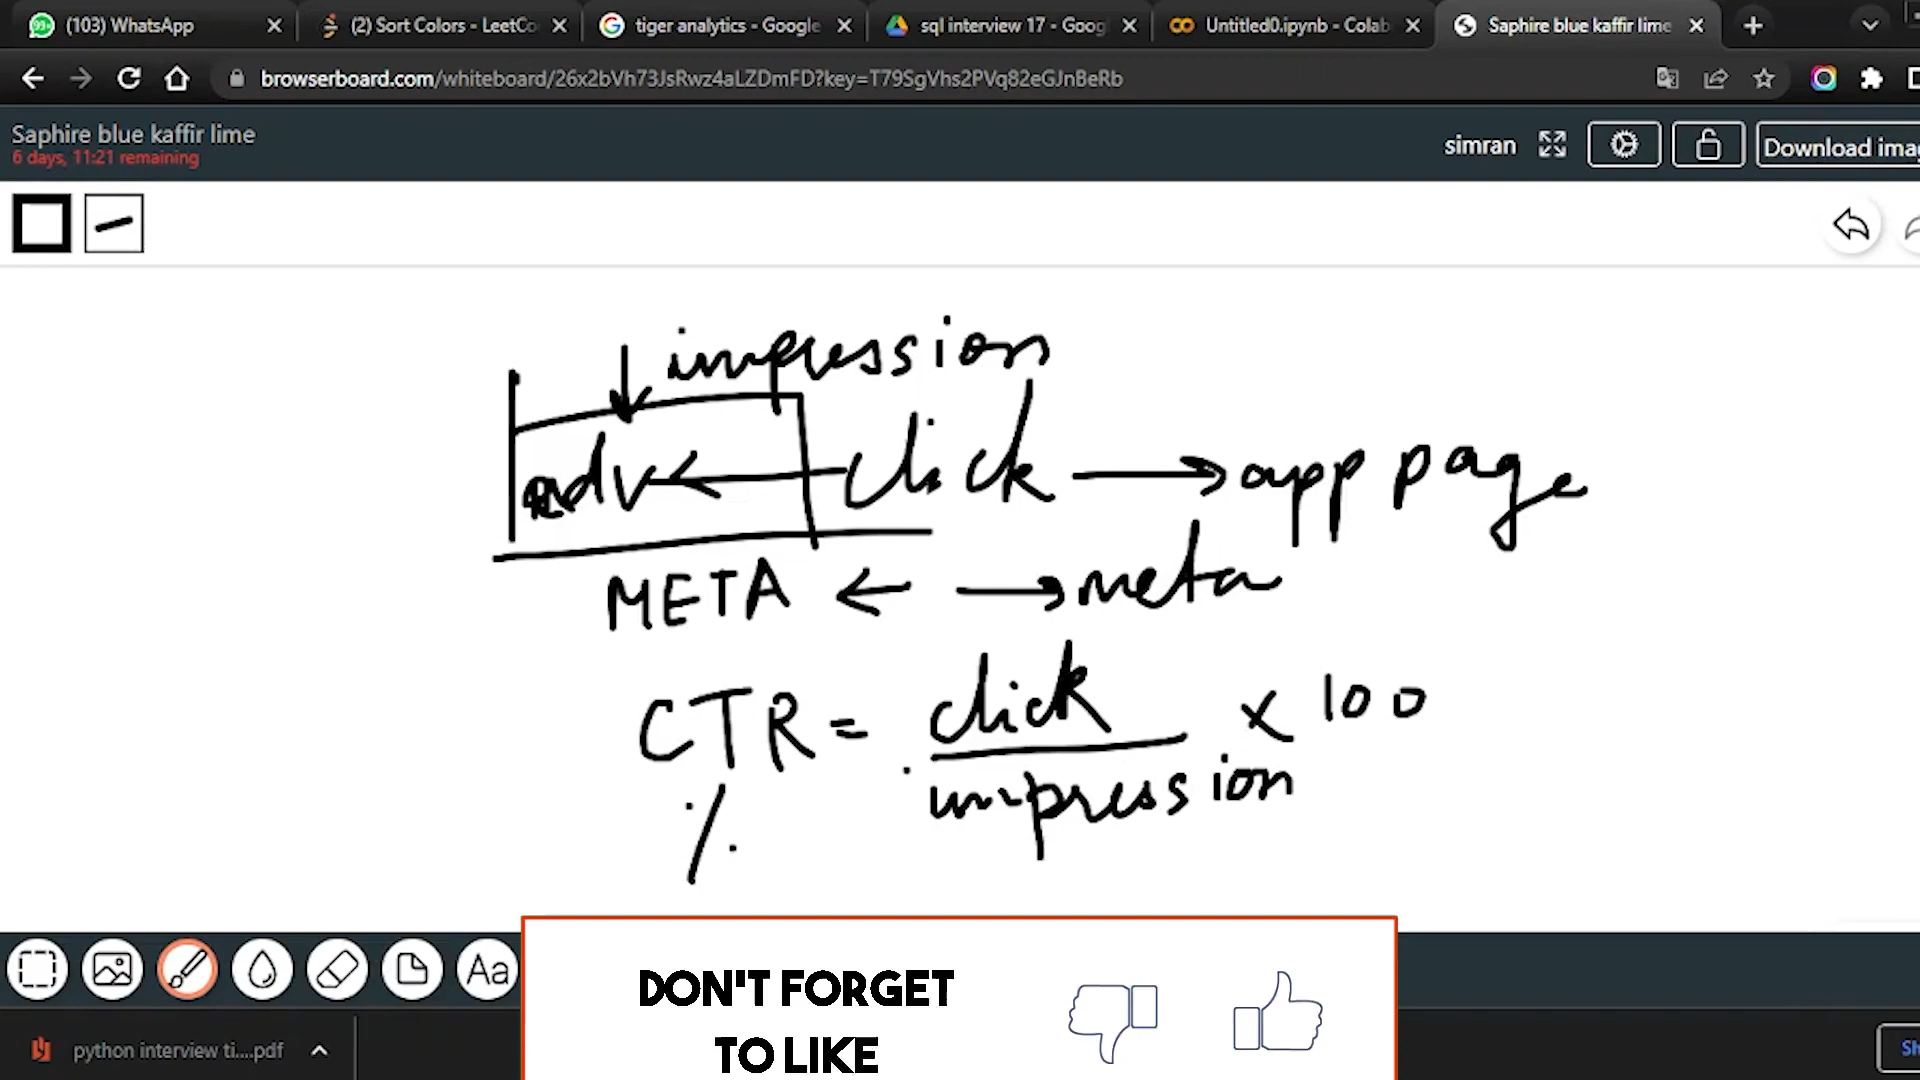 (103) WhatsApp
(2) Sort Colors - LeetCo
tiger analytics - Google
sql interview 17 - Goog
Untitled0.ipynb - Colab
Saphire blue kaffir lime
browserboard.com/whiteboard/26x2bVh73JsRwz4aLZDmFD?key=T79SgVhs2PVq82eGJnBeRb
Saphire blue kaffir lime
6 days, 11:21 remaining
simran
Download imag
impression
adv click app page
META meta
CTR = click x 100
impression
%
Aa
DON'T FORGET
TO LIKE
python interview ti....pdf
Sh